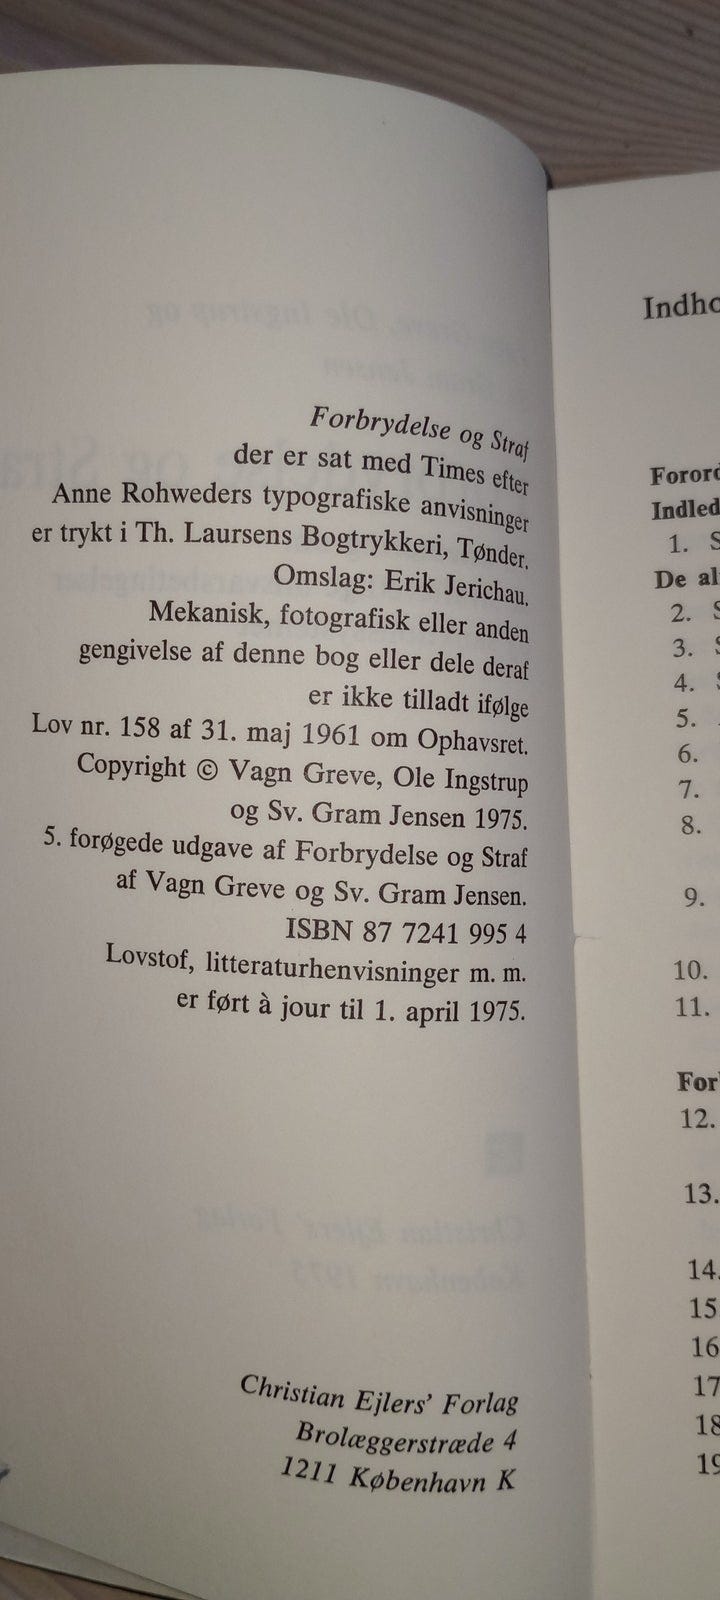 Forbrydelse og Straf
der er sat med Times efter
Anne Rohweders typografiske anvisninger
er trykt i Th. Laursens Bogtrykkeri, Tønder.
Omslag: Erik Jerichau.
Mekanisk, fotografisk eller anden
gengivelse af denne bog eller dele deraf
er ikke tilladt ifølge
Lov nr. 158 af 31. maj 1961 om Ophavsret.
Copyright © Vagn Greve, Ole Ingstrup
og Sv. Gram Jensen 1975.
5. forøgede udgave af Forbrydelse og Straf
af Vagn Greve og Sv. Gram Jensen.
ISBN 87 7241 995 4
Lovstof, litteraturhenvisninger m. m.
er ført à jour til 1. april 1975.
Christian Ejlers' Forlag
Brolæggerstræde 4
1211 København K
Indho
Forord
Indled
1. S
De al
2. S
3. S
4. S
5.
6.
7.
8.
9.
10.
11.
For
12.
13.
14.
15
16
17
18
19